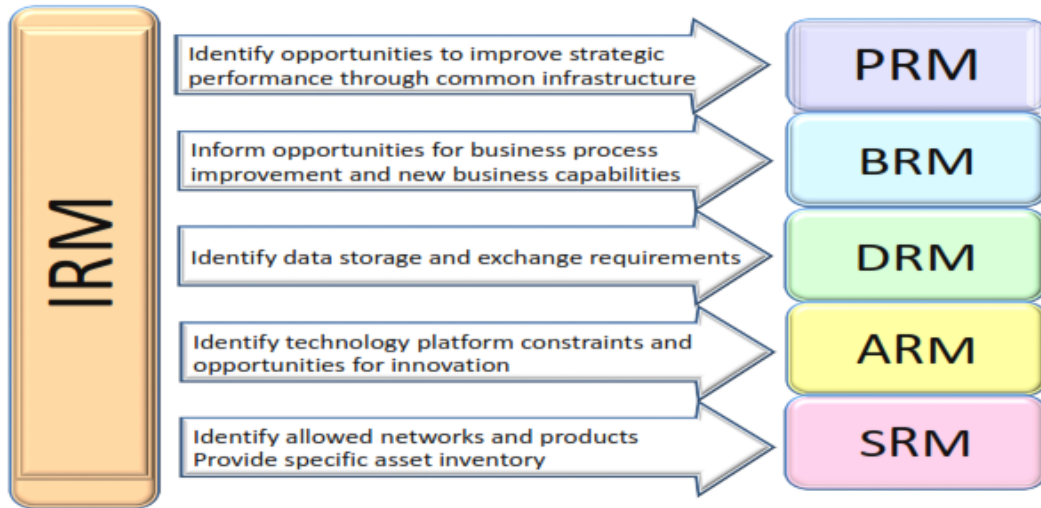 IRM
Identify opportunities to improve strategic
performance through common infrastructure
PRM
Inform opportunities for business process
improvement and new business capabilities
BRM
Identify data storage and exchange requirements
DRM
Identify technology platform constraints and
opportunities for innovation
ARM
Identify allowed networks and products
Provide specific asset inventory
SRM